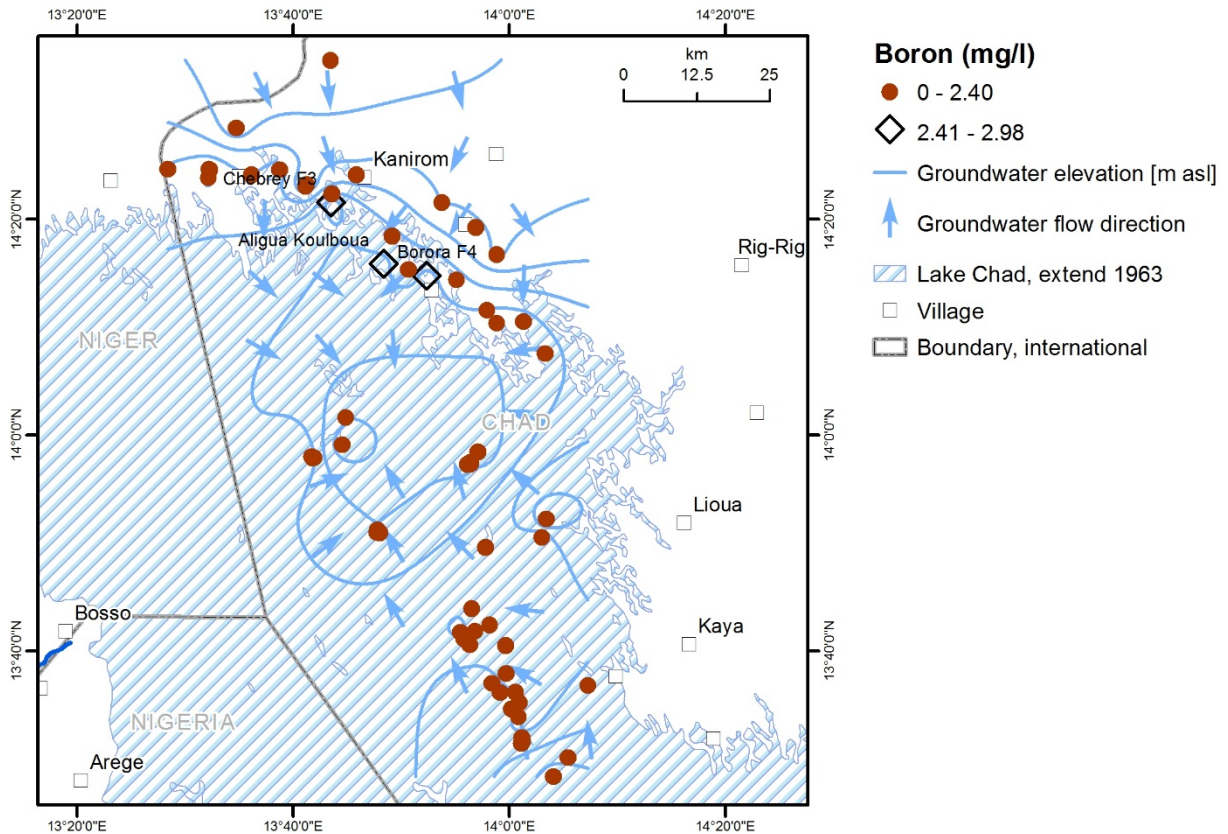 13°20'0"E 13°40'0"E 14°0'0"E 14°20'0"E
km
0 12.5 25
Boron (mg/l)
0 - 2.40
2.41 - 2.98
Groundwater elevation [m asl]
Groundwater flow direction
Lake Chad, extend 1963
Village
Boundary, international
14°20'0"N 14°20'0"N
Kanirom
Chebrey F3
Aligua Koulboua
Borora F4
Rig-Rig
NIGER
14°0'0"N 14°0'0"N
CHAD
Lioua
Bosso
Kaya
13°40'0"N 13°40'0"N
NIGERIA
Arege
13°20'0"E 13°40'0"E 14°0'0"E 14°20'0"E